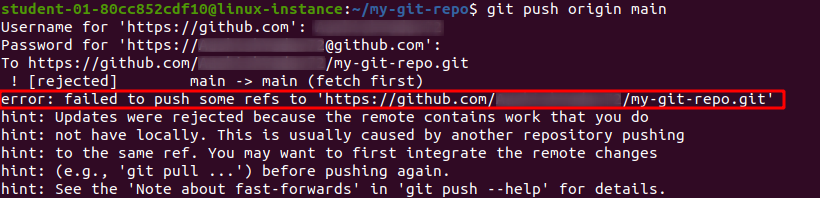 student-01-80cc852cdf10@linux-instance:~/my-git-repo$ git push origin main
Username for 'https://github.com':
Password for 'https://@github.com':
To https://github.com//my-git-repo.git
 ! [rejected]        main -> main (fetch first)
error: failed to push some refs to 'https://github.com//my-git-repo.git'
hint: Updates were rejected because the remote contains work that you do
hint: not have locally. This is usually caused by another repository pushing
hint: to the same ref. You may want to first integrate the remote changes
hint: (e.g., 'git pull ...') before pushing again.
hint: See the 'Note about fast-forwards' in 'git push --help' for details.